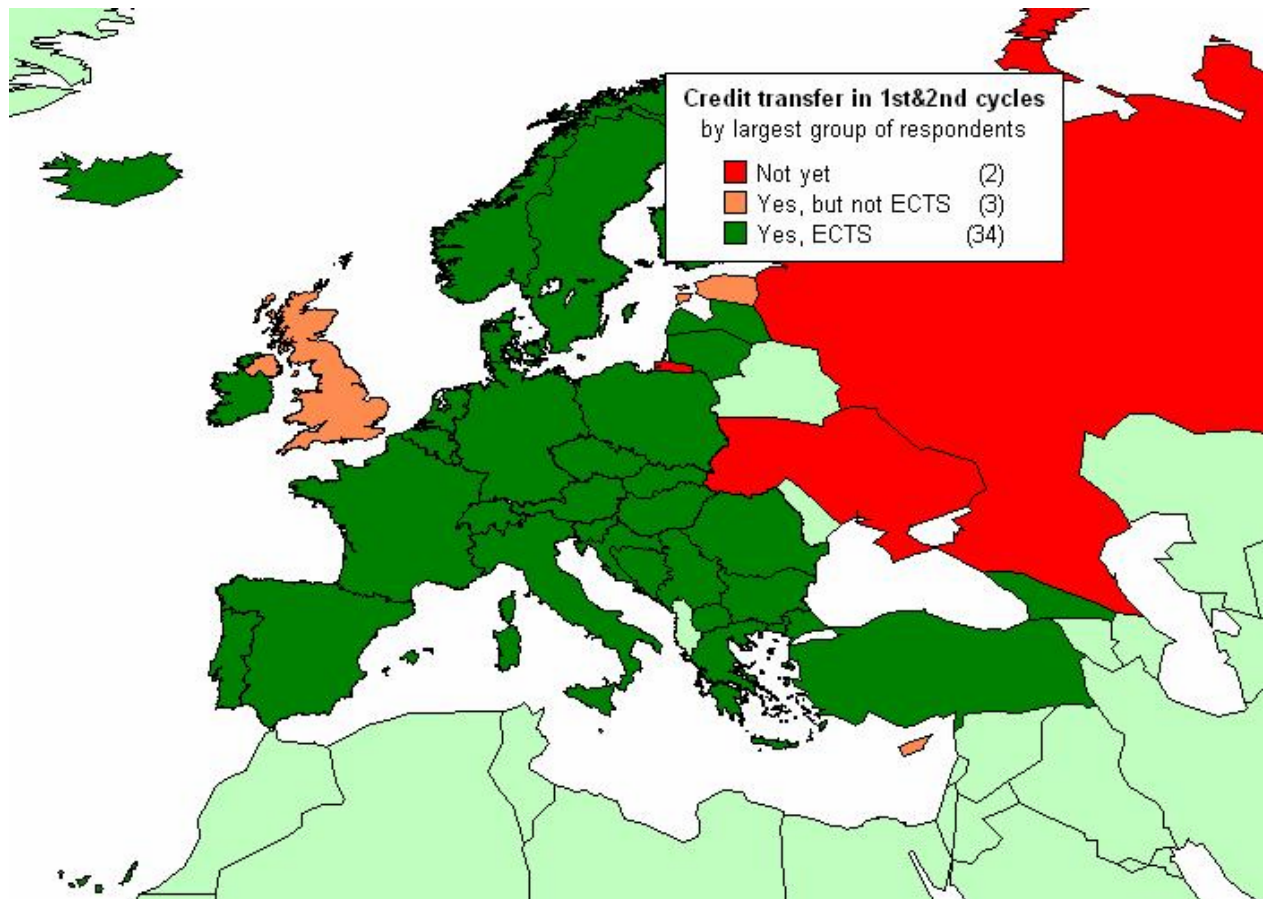 Credit transfer in 1st&2nd cycles
by largest group of respondents
Not yet (2)
Yes, but not ECTS (3)
Yes, ECTS (34)